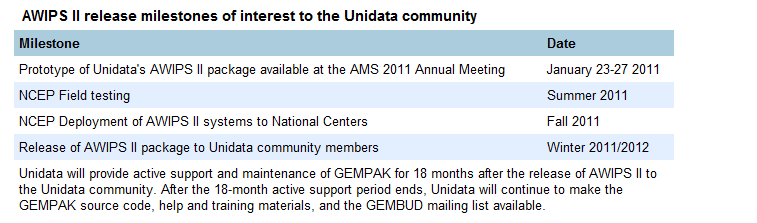 AWIPS II release milestones of interest to the Unidata community
Milestone Date
Prototype of Unidata's AWIPS II package available at the AMS 2011 Annual Meeting January 23-27 2011
NCEP Field testing Summer 2011
NCEP Deployment of AWIPS II systems to National Centers Fall 2011
Release of AWIPS II package to Unidata community members Winter 2011/2012
Unidata will provide active support and maintenance of GEMPAK for 18 months after the release of AWIPS II to
the Unidata community. After the 18-month active support period ends, Unidata will continue to make the
GEMPAK source code, help and training materials, and the GEMBUD mailing list available.